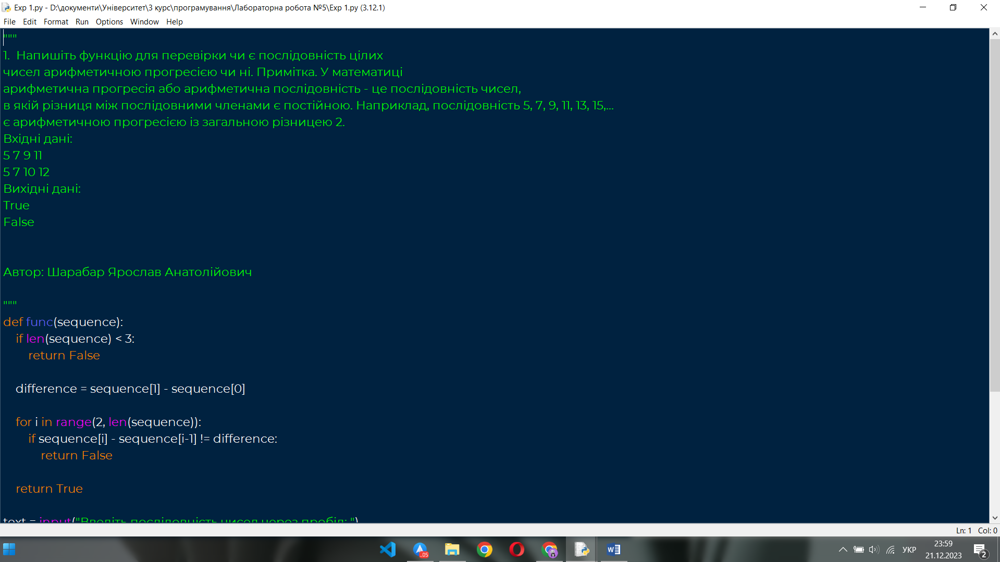 Exp 1.py - D:\документи\Університет\3 курс\програмування\Лабораторна робота №5\Exp 1.py (3.12.1)
File Edit Format Run Options Window Help
"""
1.  Напишіть функцію для перевірки чи є послідовність цілих
чисел арифметичною прогресією чи ні. Примітка. У математиці
арифметична прогресія або арифметична послідовність - це послідовність чисел,
в якій різниця між послідовними членами є постійною. Наприклад, послідовність 5, 7, 9, 11, 13, 15,...
є арифметичною прогресією із загальною різницею 2.
Вхідні дані:
5 7 9 11
5 7 10 12
Вихідні дані:
True
False
Автор: Шарабар Ярослав Анатолійович
"""
def func(sequence):
    if len(sequence) < 3:
        return False
    difference = sequence[1] - sequence[0]
    for i in range(2, len(sequence)):
        if sequence[i] - sequence[i-1] != difference:
            return False
    return True
text = input("Введіть послідовність чисел через пробіл: ")
Ln: 1 Col: 0
..05
W
УКР
23:59
21.12.2023
2